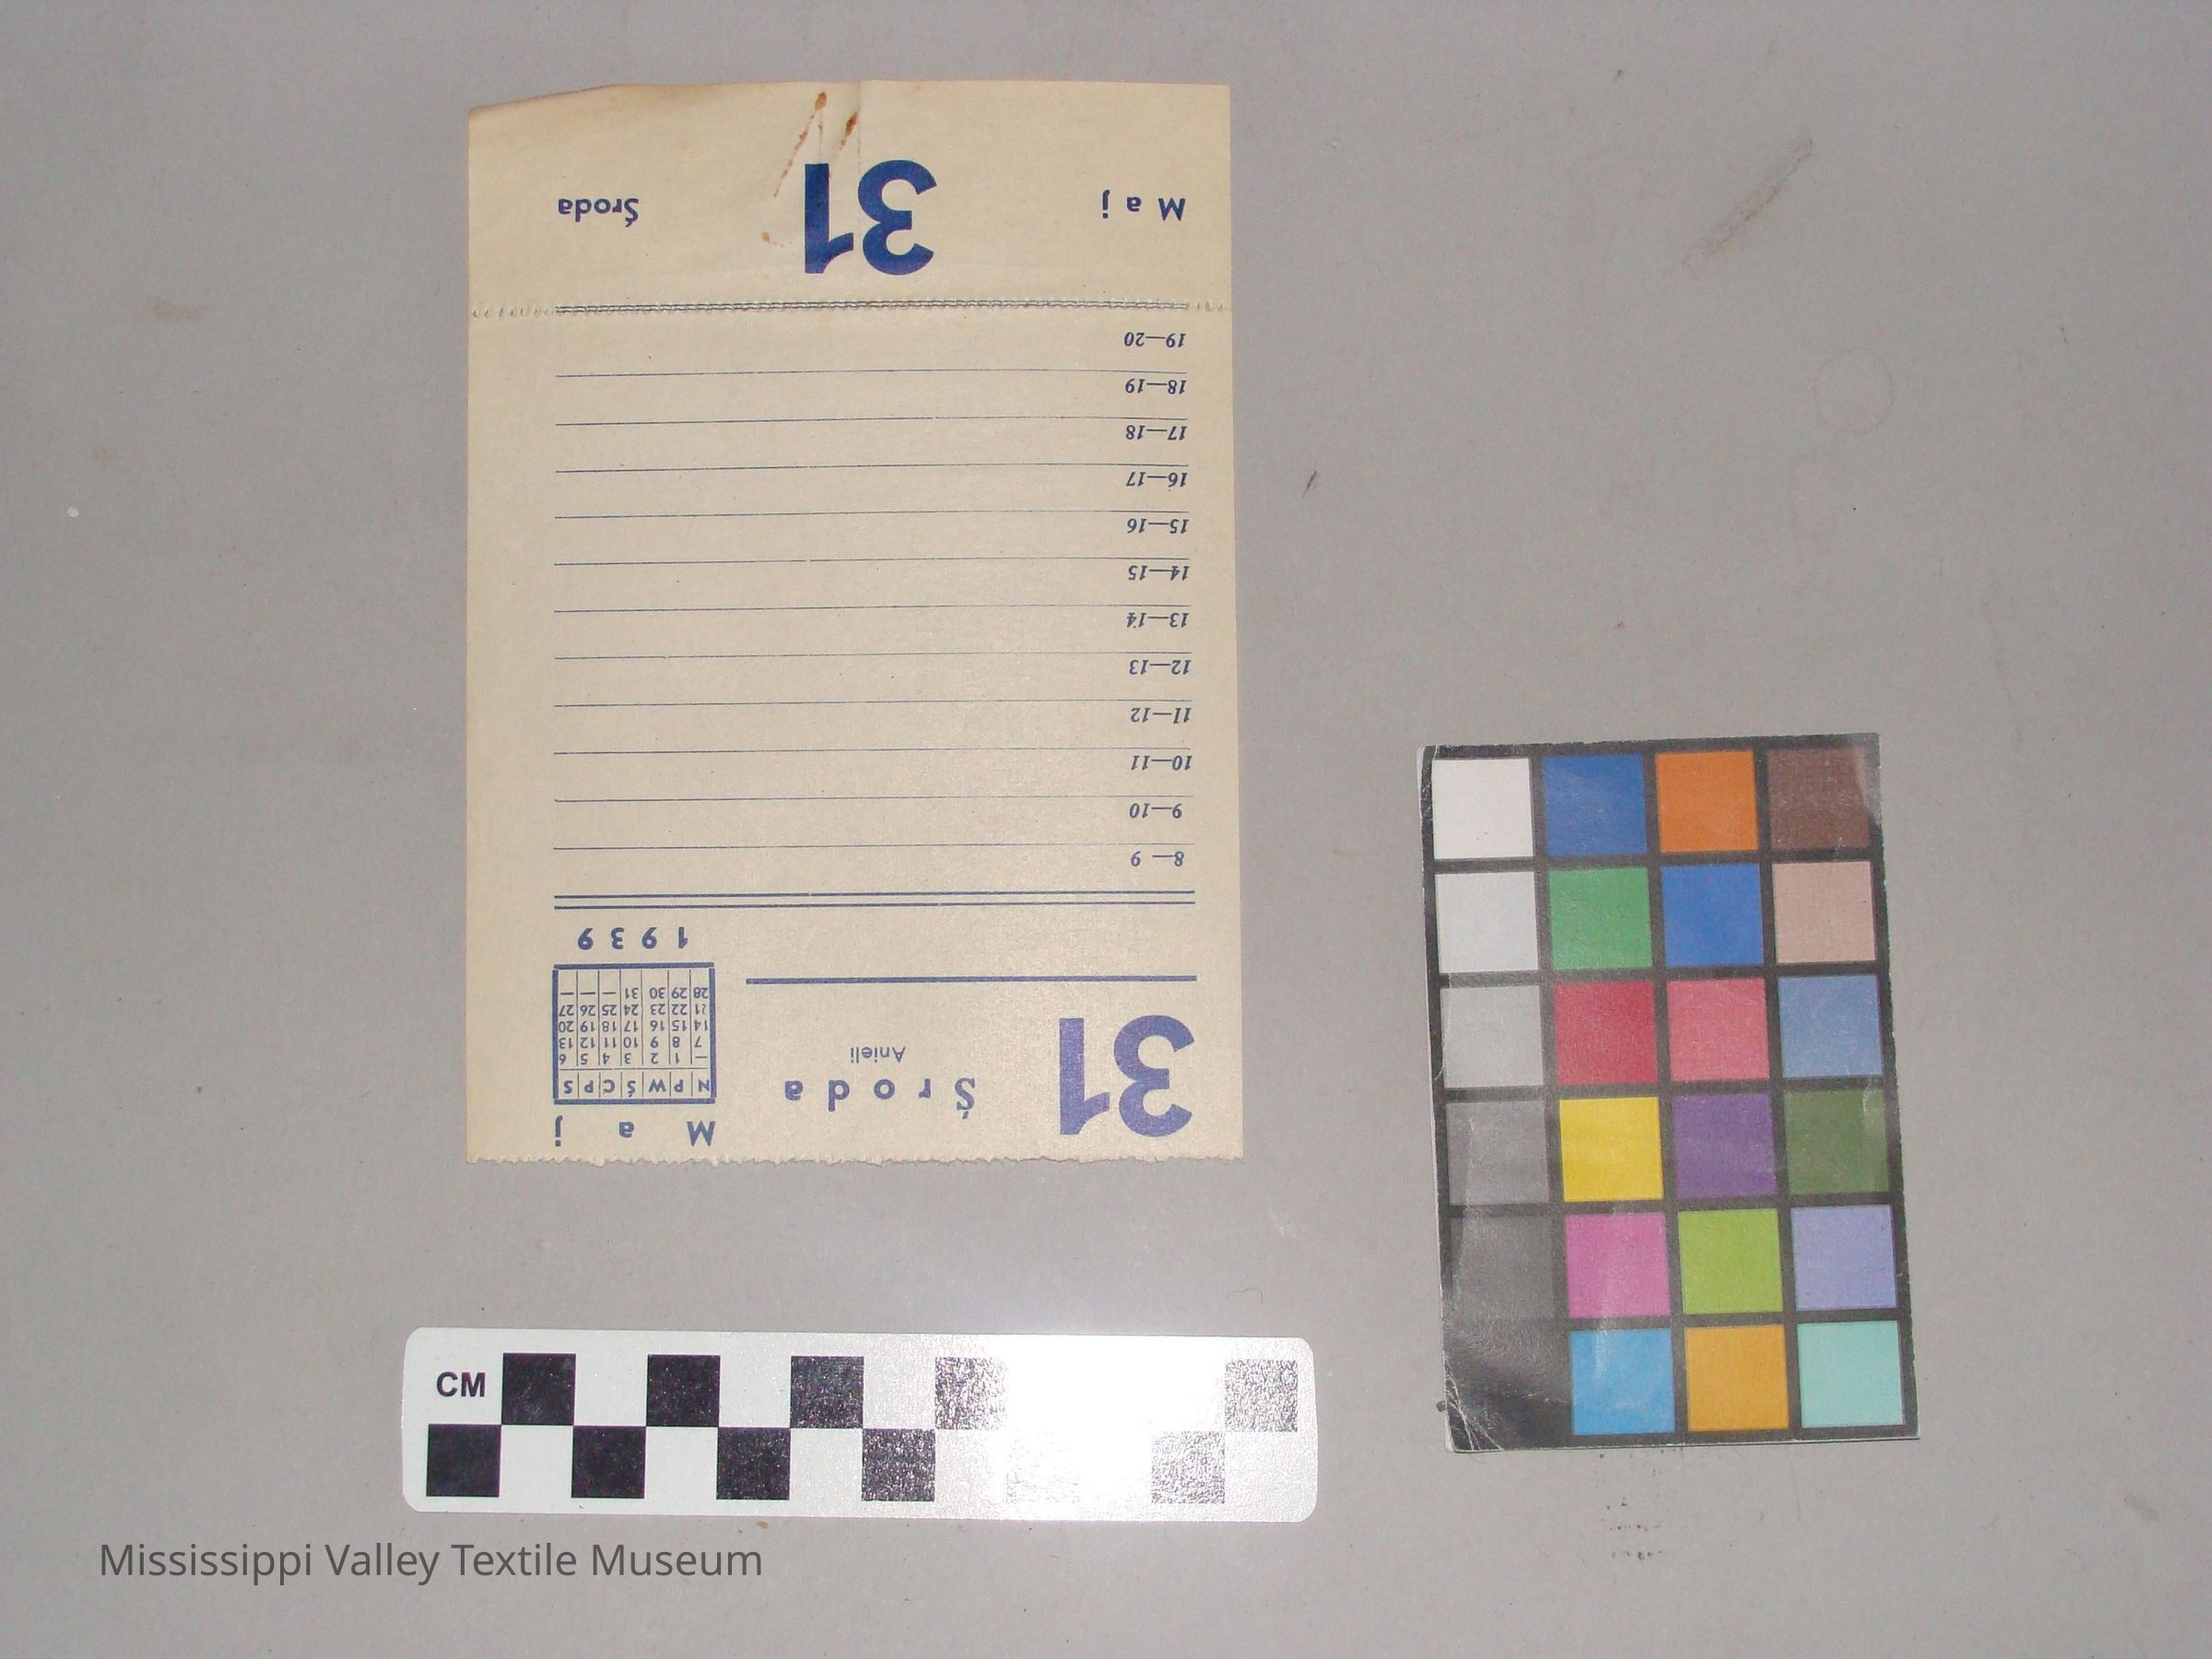 31 Środa Maj
Anieli
N P W Ś C P S
— 1 2 3 4 5 6
7 8 9 10 11 12 13
14 15 16 17 18 19 20
21 22 23 24 25 26 27
28 29 30 31 — — —
1939
8—9
9—10
10—11
11—12
12—13
13—14
14—15
15—16
16—17
17—18
18—19
19—20
Maj 31 Środa
CM
Mississippi Valley Textile Museum